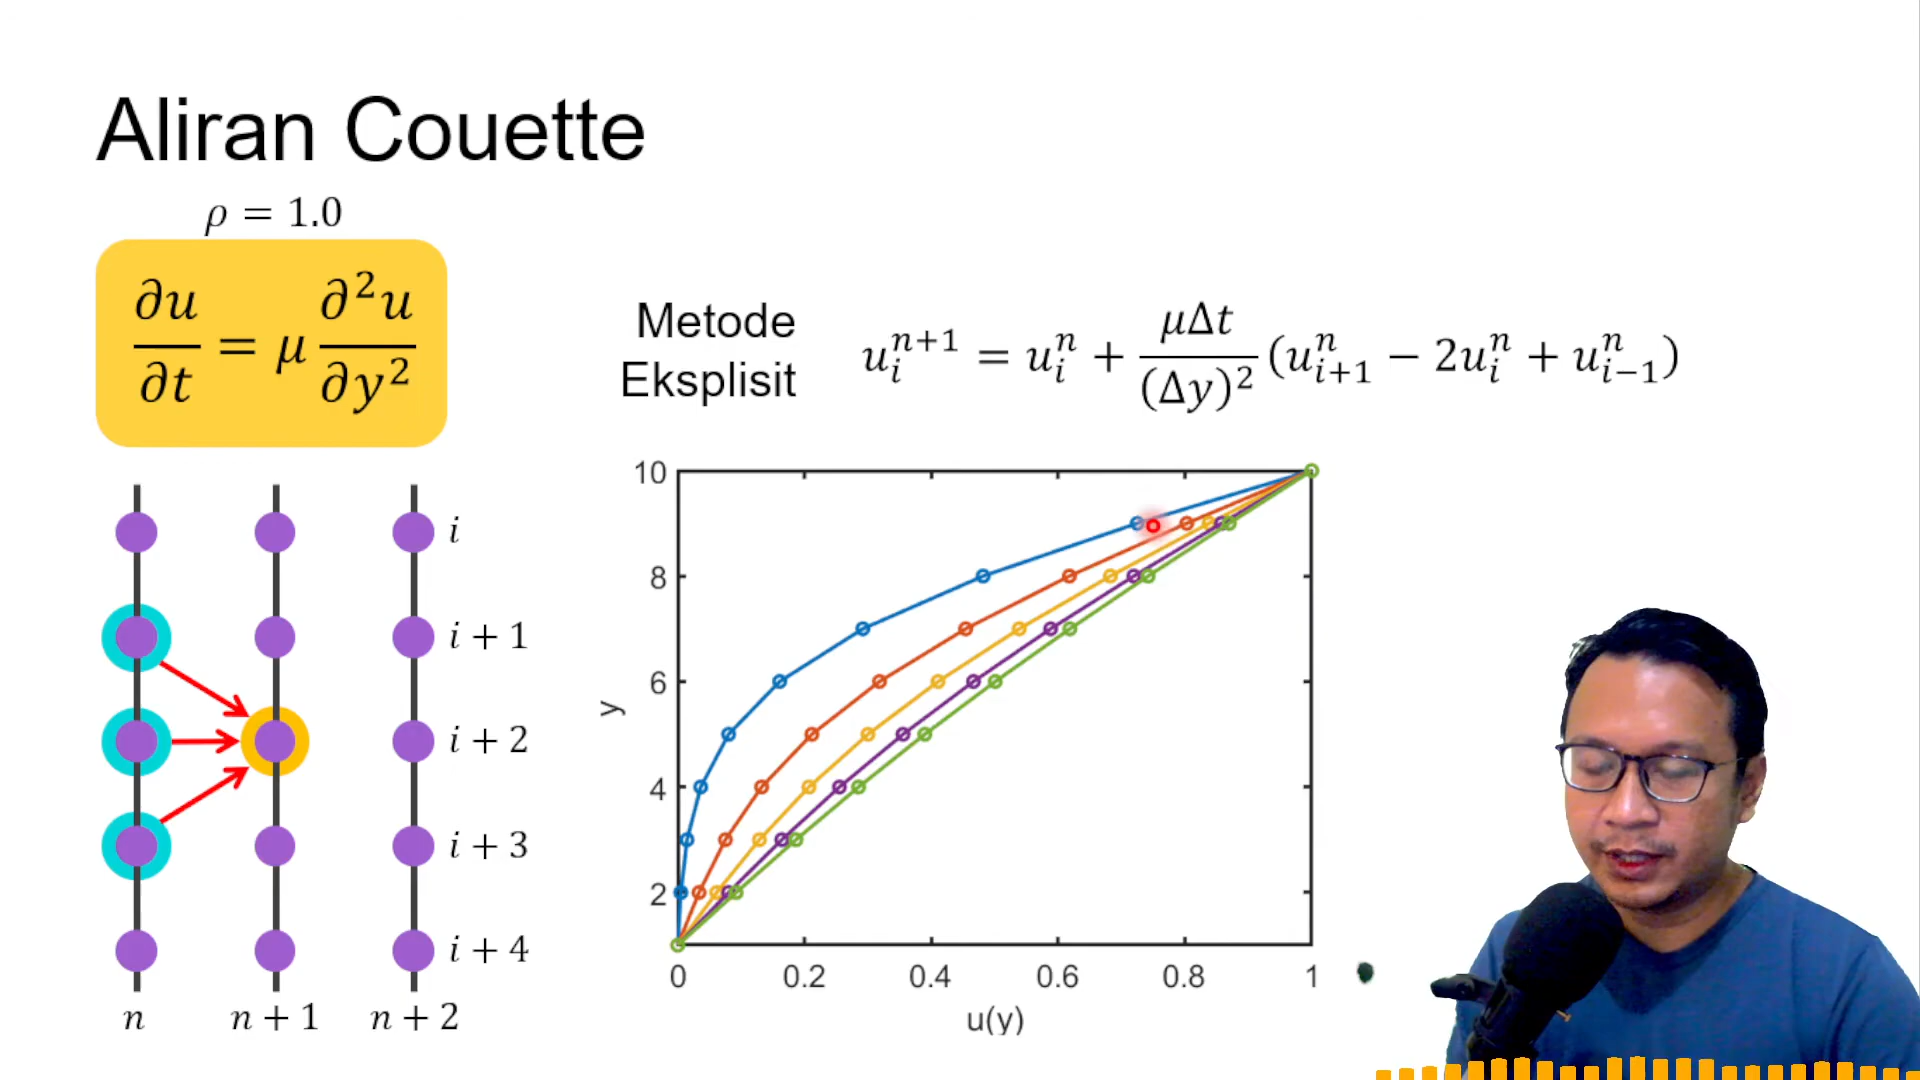 Aliran Couette
ρ = 1.0
∂u/∂t = μ ∂²u/∂y²
Metode
Eksplisit
u_i^{n+1} = u_i^n + μΔt/(Δy)² (u_{i+1}^n − 2u_i^n + u_{i−1}^n)
i
i + 1
i + 2
i + 3
i + 4
n
n + 1
n + 2
10
8
6
4
2
y
0
0.2
0.4
0.6
0.8
1
u(y)